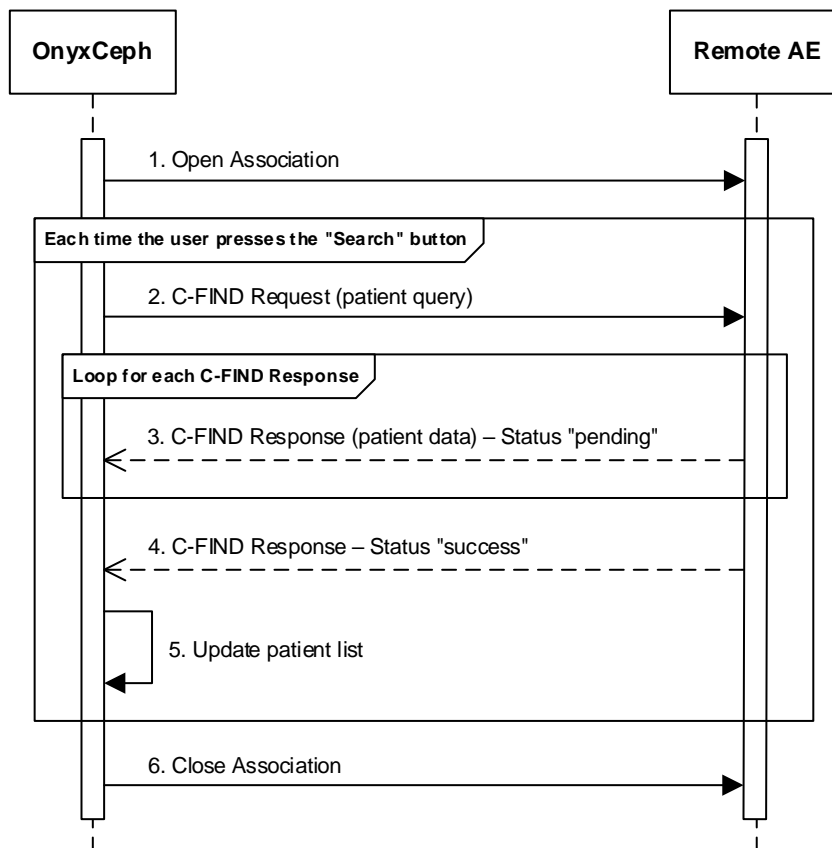 OnyxCeph
Remote AE
1. Open Association
Each time the user presses the "Search" button
2. C-FIND Request (patient query)
Loop for each C-FIND Response
3. C-FIND Response (patient data) – Status "pending"
4. C-FIND Response – Status "success"
5. Update patient list
6. Close Association